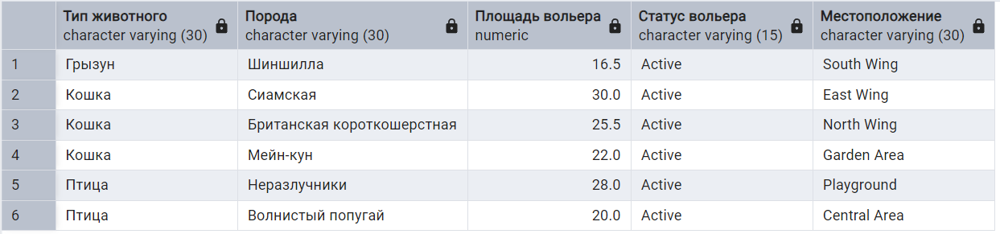 Тип животного Порода Площадь вольера Статус вольера Местоположение
character varying (30) character varying (30) numeric character varying (15) character varying (30)
1 Грызун Шиншилла 16.5 Active South Wing
2 Кошка Сиамская 30.0 Active East Wing
3 Кошка Британская короткошерстная 25.5 Active North Wing
4 Кошка Мейн-кун 22.0 Active Garden Area
5 Птица Неразлучники 28.0 Active Playground
6 Птица Волнистый попугай 20.0 Active Central Area